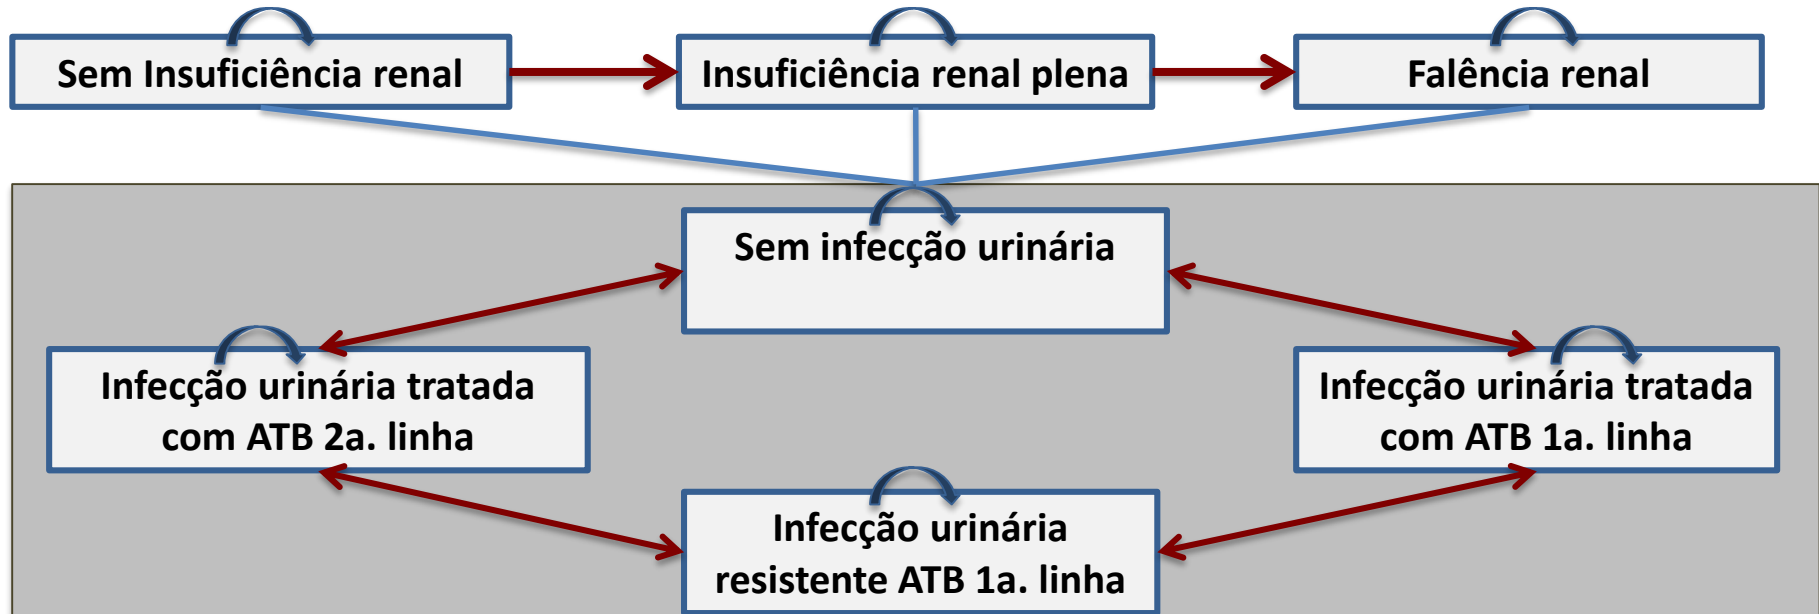 Sem Insuficiência renal
Insuficiência renal plena
Falência renal
Sem infecção urinária
Infecção urinária tratada
com ATB 2a. linha
Infecção urinária tratada
com ATB 1a. linha
Infecção urinária
resistente ATB 1a. linha